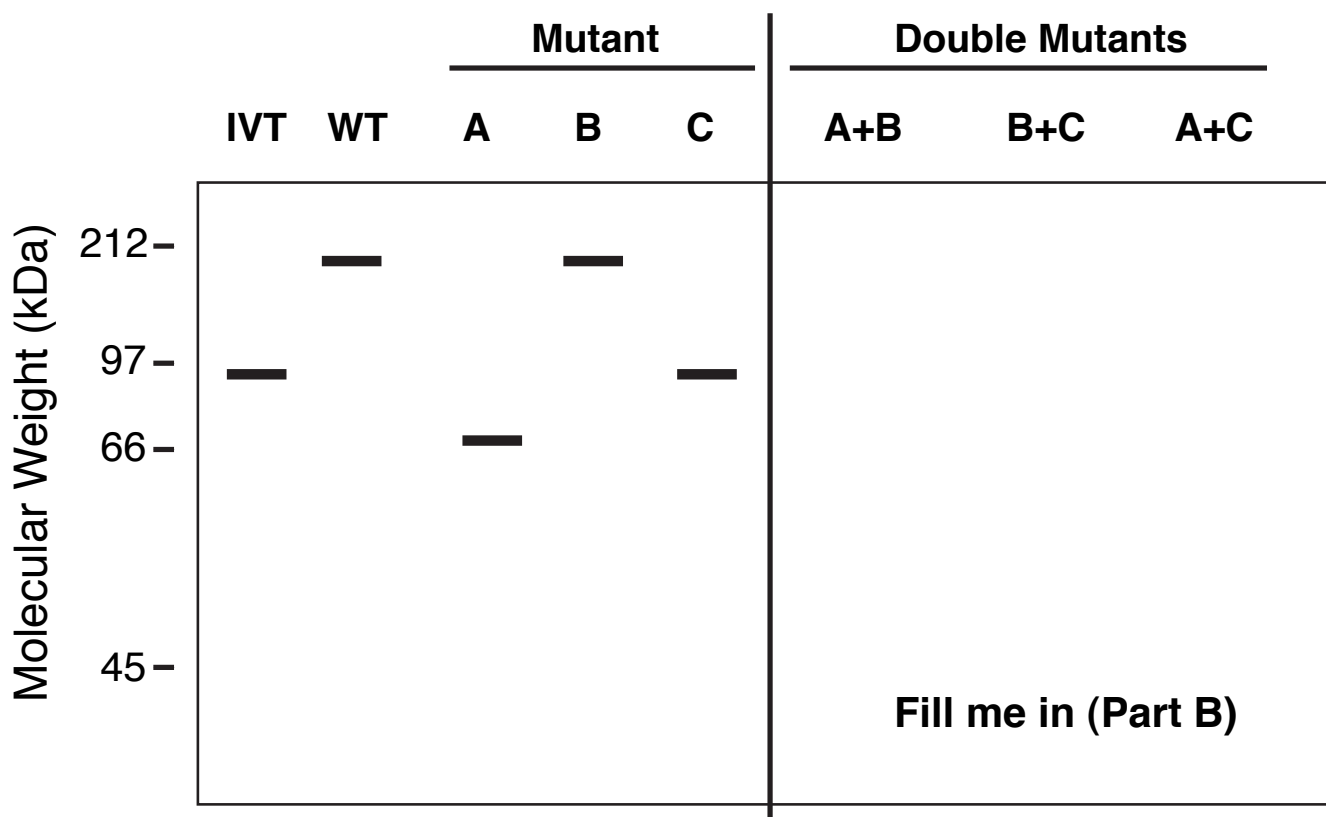 Mutant Double Mutants
IVT WT A B C A+B B+C A+C
Molecular Weight (kDa)
212
97
66
45
Fill me in (Part B)